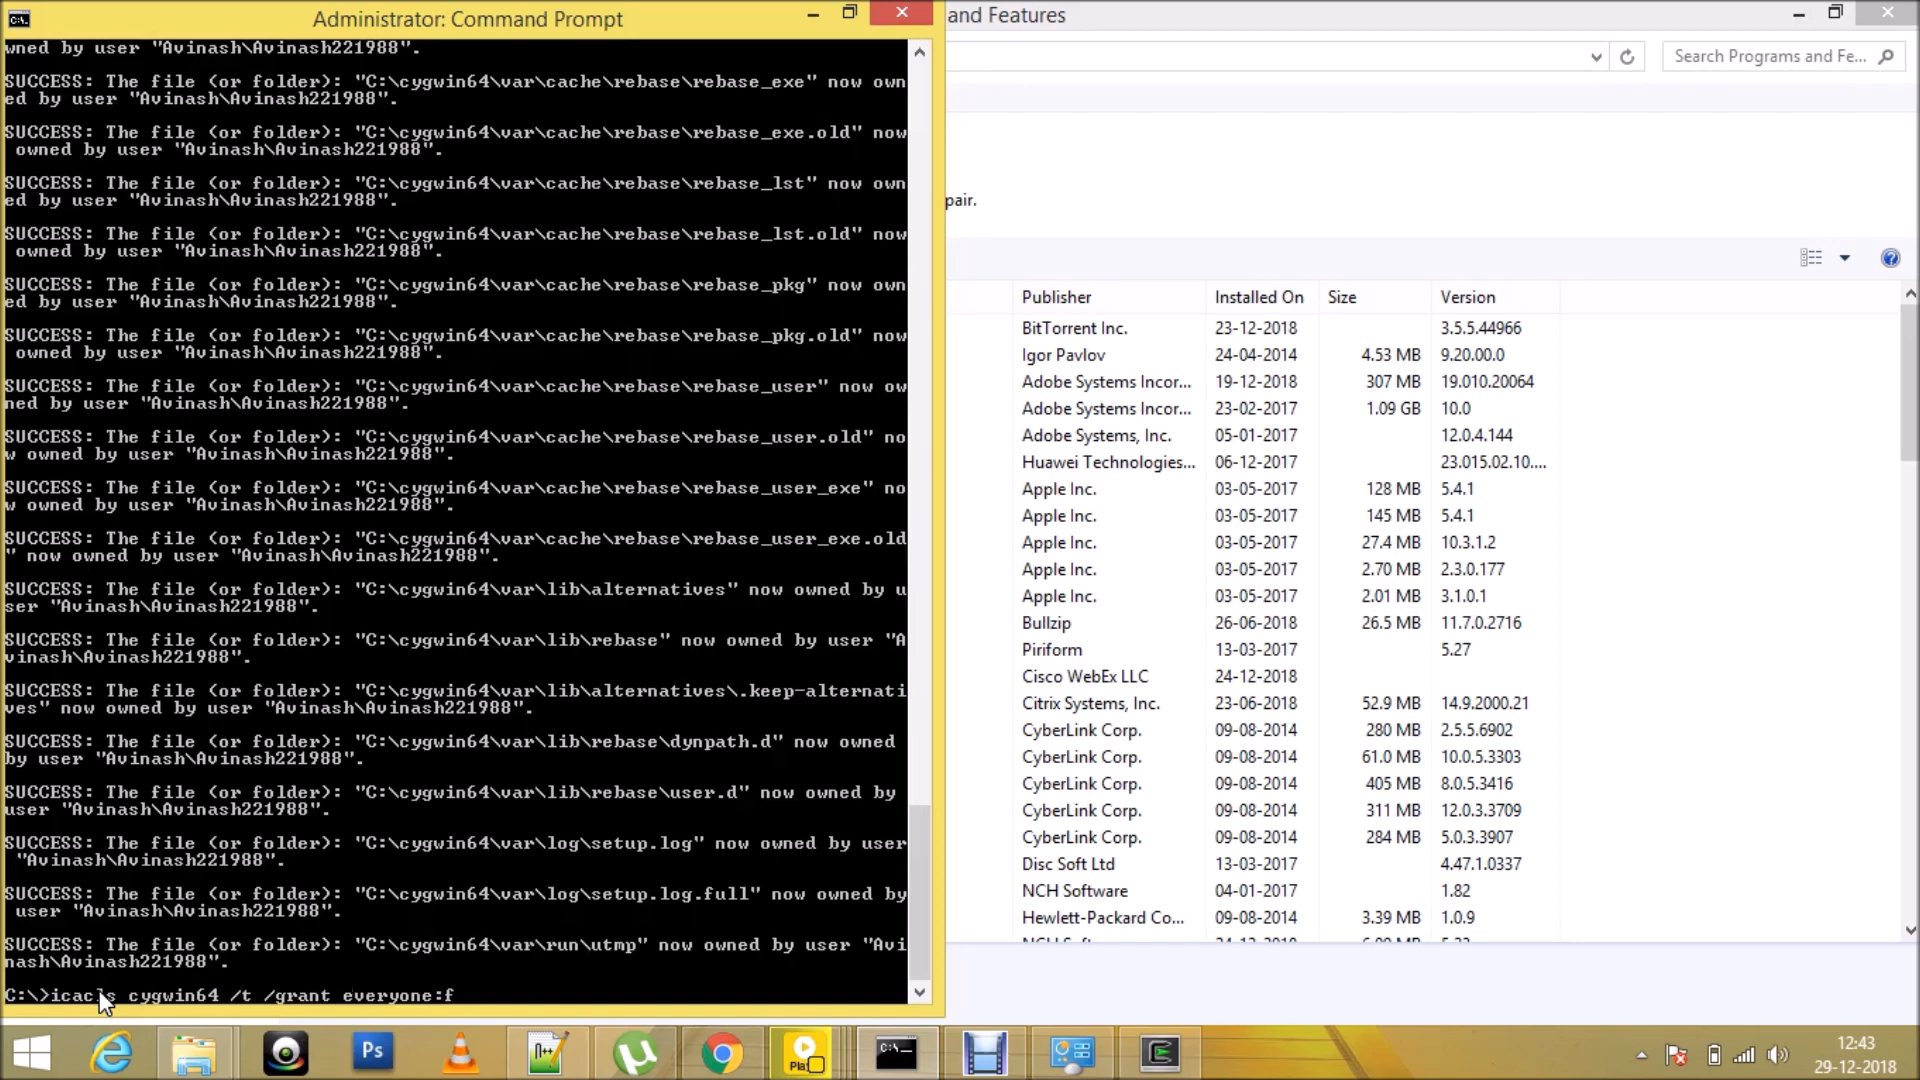 Administrator: Command Prompt
wned by user "Avinash\Avinash221988".
SUCCESS: The file (or folder): "C:\cygwin64\var\cache\rebase\rebase_exe" now own
ed by user "Avinash\Avinash221988".
SUCCESS: The file (or folder): "C:\cygwin64\var\cache\rebase\rebase_exe.old" now
 owned by user "Avinash\Avinash221988".
SUCCESS: The file (or folder): "C:\cygwin64\var\cache\rebase\rebase_lst" now own
ed by user "Avinash\Avinash221988".
SUCCESS: The file (or folder): "C:\cygwin64\var\cache\rebase\rebase_lst.old" now
 owned by user "Avinash\Avinash221988".
SUCCESS: The file (or folder): "C:\cygwin64\var\cache\rebase\rebase_pkg" now own
ed by user "Avinash\Avinash221988".
SUCCESS: The file (or folder): "C:\cygwin64\var\cache\rebase\rebase_pkg.old" now
 owned by user "Avinash\Avinash221988".
SUCCESS: The file (or folder): "C:\cygwin64\var\cache\rebase\rebase_user" now ow
ned by user "Avinash\Avinash221988".
SUCCESS: The file (or folder): "C:\cygwin64\var\cache\rebase\rebase_user.old" no
w owned by user "Avinash\Avinash221988".
SUCCESS: The file (or folder): "C:\cygwin64\var\cache\rebase\rebase_user_exe" no
w owned by user "Avinash\Avinash221988".
SUCCESS: The file (or folder): "C:\cygwin64\var\cache\rebase\rebase_user_exe.old
" now owned by user "Avinash\Avinash221988".
SUCCESS: The file (or folder): "C:\cygwin64\var\lib\alternatives" now owned by u
ser "Avinash\Avinash221988".
SUCCESS: The file (or folder): "C:\cygwin64\var\lib\rebase" now owned by user "A
vinash\Avinash221988".
SUCCESS: The file (or folder): "C:\cygwin64\var\lib\alternatives\.keep-alternati
ves" now owned by user "Avinash\Avinash221988".
SUCCESS: The file (or folder): "C:\cygwin64\var\lib\rebase\dynpath.d" now owned
by user "Avinash\Avinash221988".
SUCCESS: The file (or folder): "C:\cygwin64\var\lib\rebase\user.d" now owned by
user "Avinash\Avinash221988".
SUCCESS: The file (or folder): "C:\cygwin64\var\log\setup.log" now owned by user
 "Avinash\Avinash221988".
SUCCESS: The file (or folder): "C:\cygwin64\var\log\setup.log.full" now owned by
 user "Avinash\Avinash221988".
SUCCESS: The file (or folder): "C:\cygwin64\var\run\utmp" now owned by user "Avi
nash\Avinash221988".
C:\>icacls cygwin64 /t /grant everyone:f
and Features
Search Programs and Fe...
pair.
Publisher Installed On Size Version
BitTorrent Inc. 23-12-2018 3.5.5.44966
Igor Pavlov 24-04-2014 4.53 MB 9.20.00.0
Adobe Systems Incor... 19-12-2018 307 MB 19.010.20064
Adobe Systems Incor... 23-02-2017 1.09 GB 10.0
Adobe Systems, Inc. 05-01-2017 12.0.4.144
Huawei Technologies... 06-12-2017 23.015.02.10....
Apple Inc. 03-05-2017 128 MB 5.4.1
Apple Inc. 03-05-2017 145 MB 5.4.1
Apple Inc. 03-05-2017 27.4 MB 10.3.1.2
Apple Inc. 03-05-2017 2.70 MB 2.3.0.177
Apple Inc. 03-05-2017 2.01 MB 3.1.0.1
Bullzip 26-06-2018 26.5 MB 11.7.0.2716
Piriform 13-03-2017 5.27
Cisco WebEx LLC 24-12-2018
Citrix Systems, Inc. 23-06-2018 52.9 MB 14.9.2000.21
CyberLink Corp. 09-08-2014 280 MB 2.5.5.6902
CyberLink Corp. 09-08-2014 61.0 MB 10.0.5.3303
CyberLink Corp. 09-08-2014 405 MB 8.0.5.3416
CyberLink Corp. 09-08-2014 311 MB 12.0.3.3709
CyberLink Corp. 09-08-2014 284 MB 5.0.3.3907
Disc Soft Ltd 13-03-2017 4.47.1.0337
NCH Software 04-01-2017 1.82
Hewlett-Packard Co... 09-08-2014 3.39 MB 1.0.9
Ps
12:43
29-12-2018